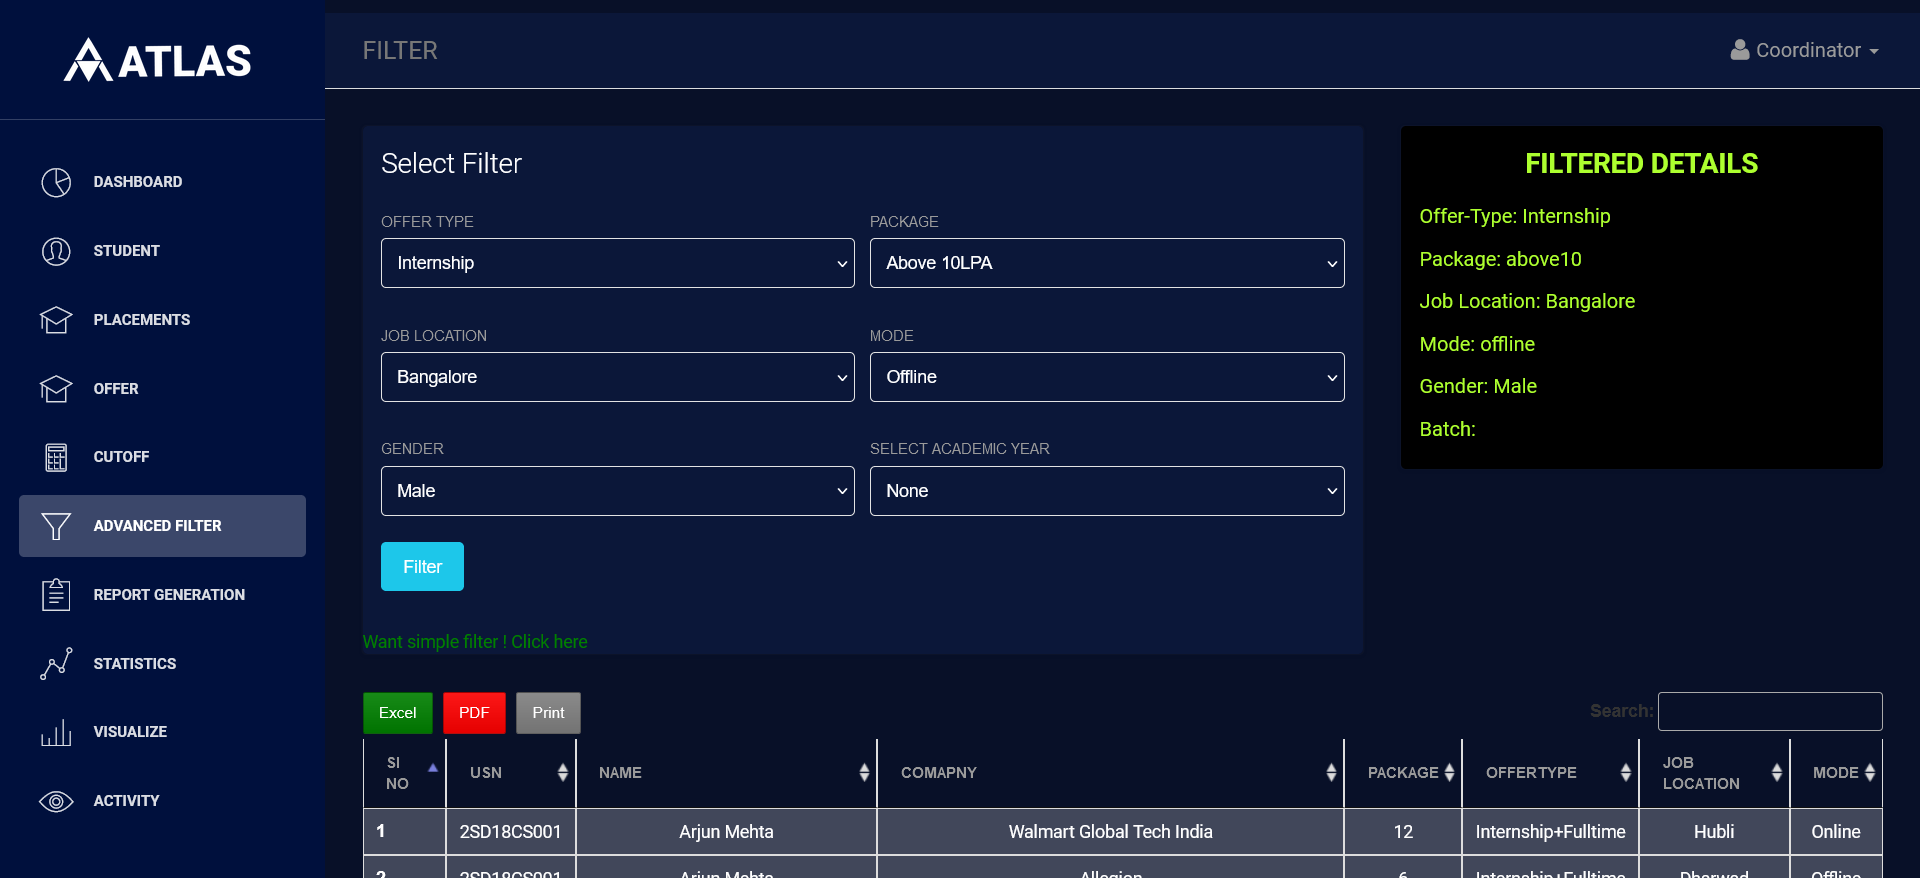 ATLAS
FILTER
Coordinator
DASHBOARD
STUDENT
PLACEMENTS
OFFER
CUTOFF
ADVANCED FILTER
REPORT GENERATION
STATISTICS
VISUALIZE
ACTIVITY
Select Filter
OFFER TYPE
Internship
PACKAGE
Above 10LPA
JOB LOCATION
Bangalore
MODE
Offline
GENDER
Male
SELECT ACADEMIC YEAR
None
Filter
Want simple filter ! Click here
FILTERED DETAILS
Offer-Type: Internship
Package: above10
Job Location: Bangalore
Mode: offline
Gender: Male
Batch:
Excel PDF Print
Search:
SI NO USN NAME COMAPNY PACKAGE OFFERTYPE JOB LOCATION MODE
1 2SD18CS001 Arjun Mehta Walmart Global Tech India 12 Internship+Fulltime Hubli Online
2 2SD18CS001 Arjun Mehta Allegion 6 Internship+Fulltime Dharwad Offline